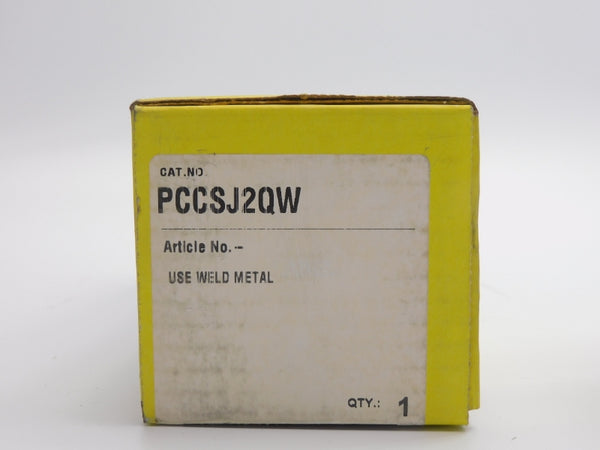 CAT.NO.
PCCSJ2QW
Article No. --
USE WELD METAL
QTY.: 1